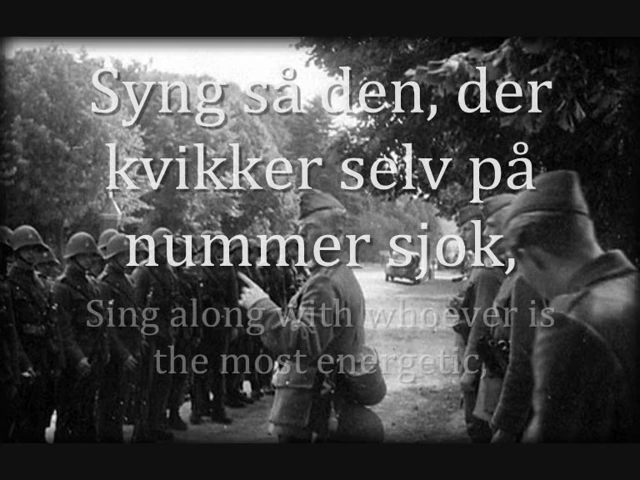 Syng så den, der
kvikker selv på
nummer sjok,
Sing along with whoever is
the most energetic